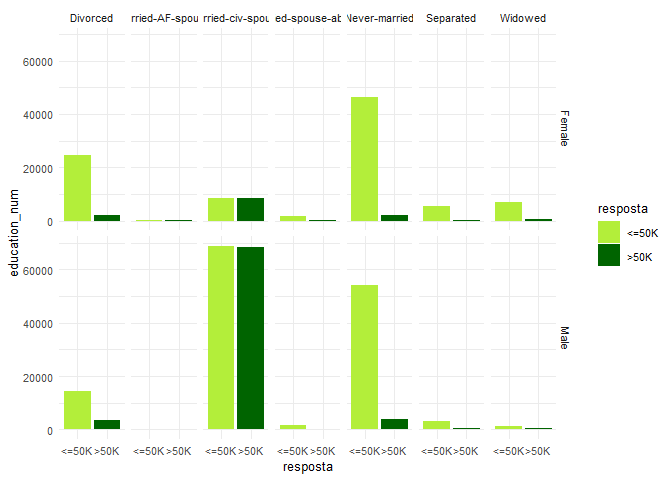 Divorced rried-AF-spou rried-civ-spou ed-spouse-ab Never-married Separated Widowed
60000
40000
20000
0
Female
60000
40000
20000
0
Male
education_num
<=50K >50K <=50K >50K <=50K >50K <=50K >50K <=50K >50K <=50K >50K <=50K >50K
resposta
resposta
<=50K
>50K